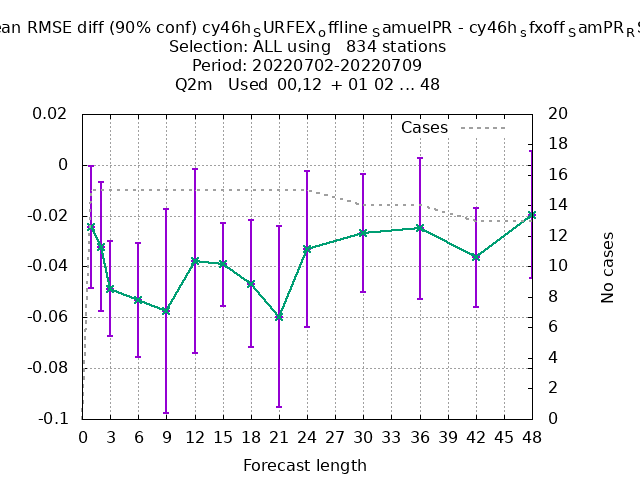 ean RMSE diff (90% conf) cy46h_SURFEX_offline_SamuelPR - cy46h_sfxoff_SamPR_RS
Selection: ALL using 834 stations
Period: 20220702-20220709
Q2m Used 00,12 + 01 02 ... 48
Cases
0.02
0
-0.02
-0.04
-0.06
-0.08
-0.1
20
18
16
14
12
10
8
6
4
2
0
No cases
0 3 6 9 12 15 18 21 24 27 30 33 36 39 42 45 48
Forecast length